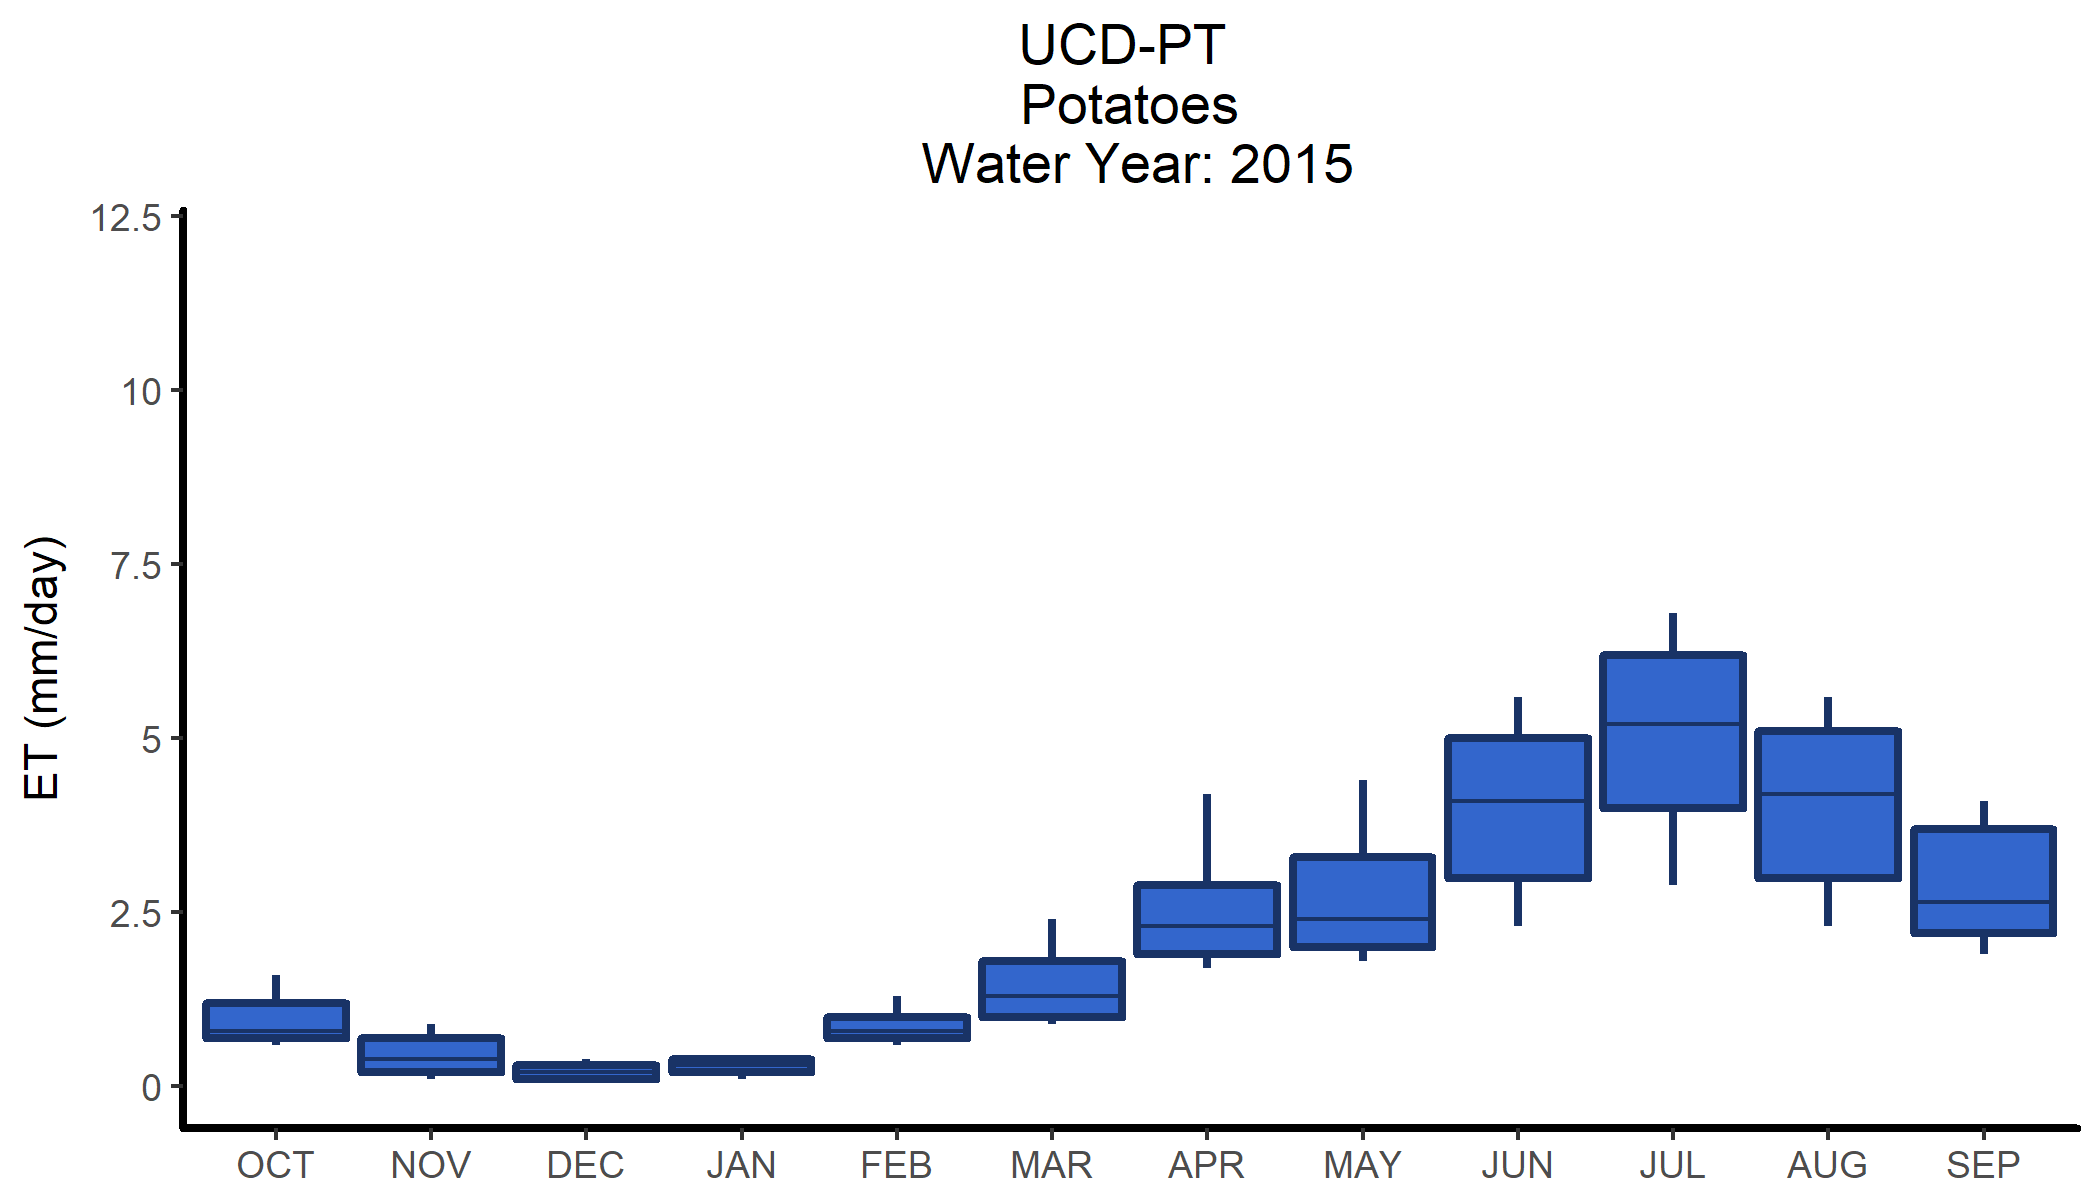 UCD-PT
Potatoes
Water Year: 2015
12.5
10
7.5
5
2.5
0
ET (mm/day)
OCT NOV DEC JAN FEB MAR APR MAY JUN JUL AUG SEP